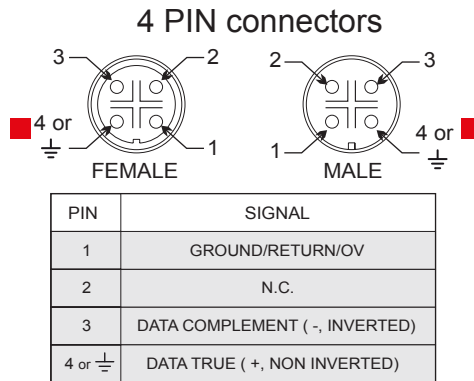 4 PIN connectors
3 2 2 3
4 or 1 1 4 or
FEMALE MALE
PIN SIGNAL
1 GROUND/RETURN/OV
2 N.C.
3 DATA COMPLEMENT ( -, INVERTED)
4 or ⏚ DATA TRUE ( +, NON INVERTED)